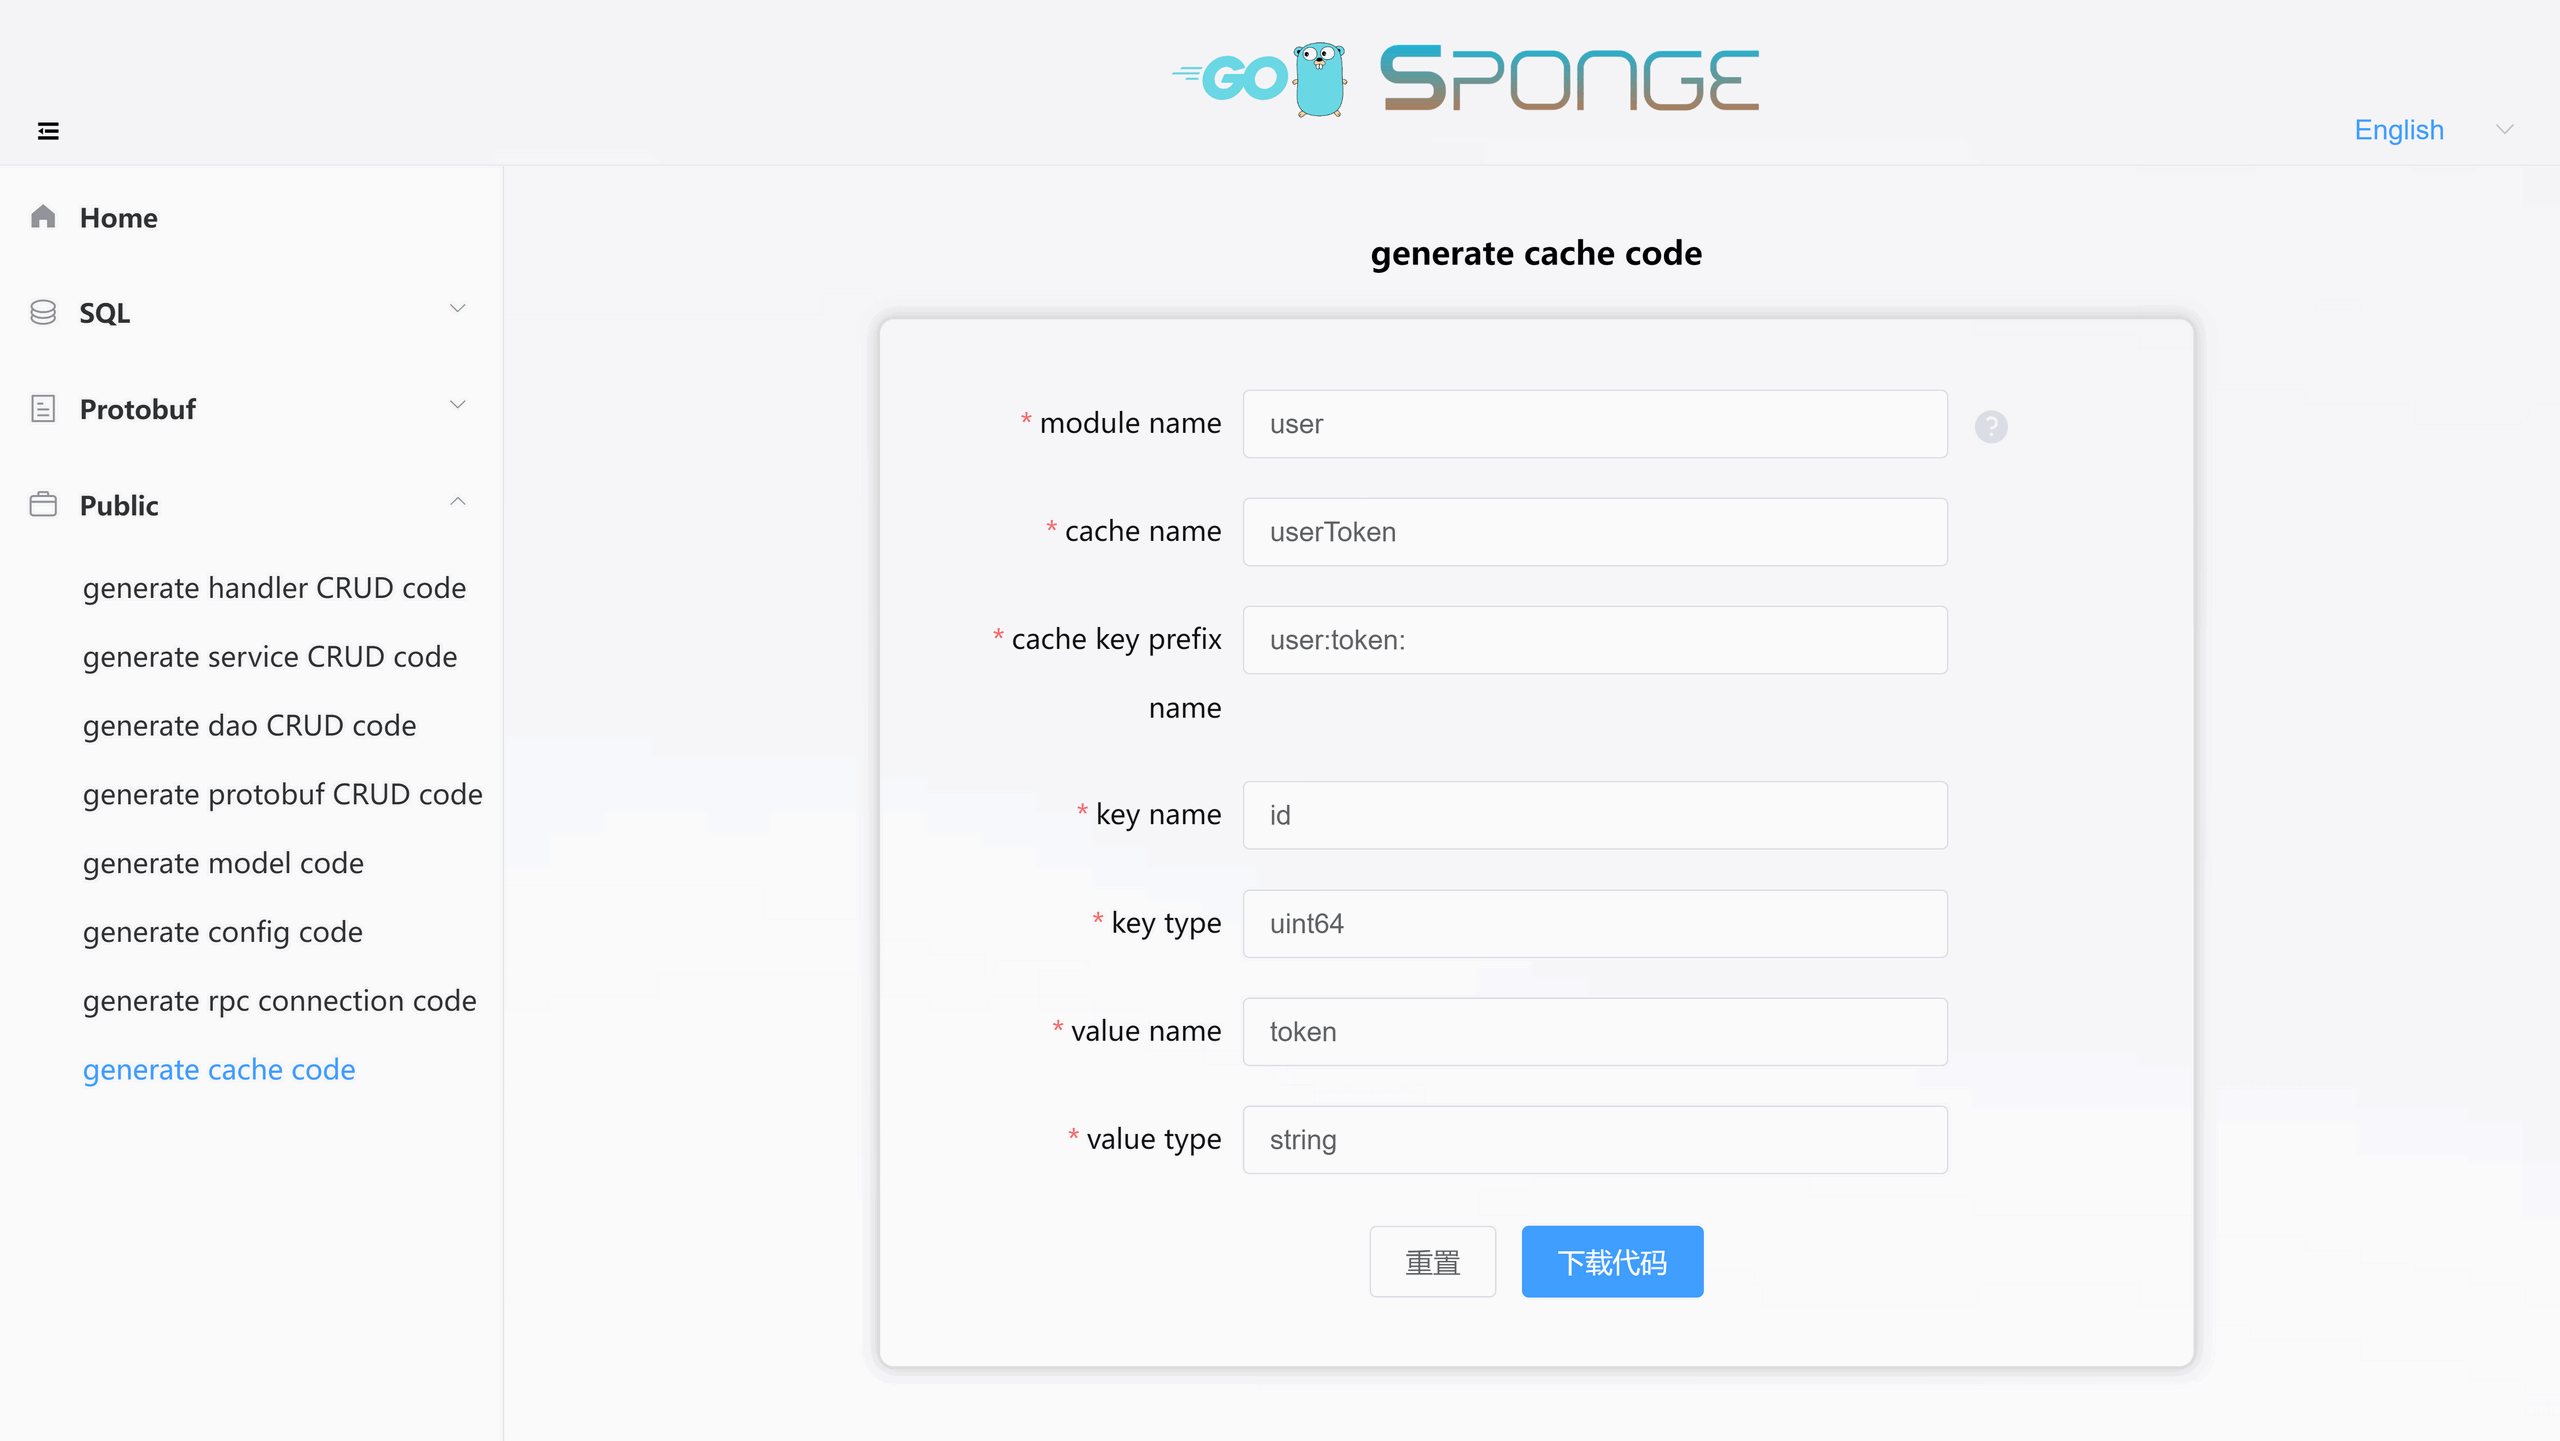 GO SPONGE
English
Home
SQL
Protobuf
Public
generate handler CRUD code
generate service CRUD code
generate dao CRUD code
generate protobuf CRUD code
generate model code
generate config code
generate rpc connection code
generate cache code
generate cache code
* module name user ?
* cache name userToken
* cache key prefix user:token:
name
* key name id
* key type uint64
* value name token
* value type string
重置 下载代码